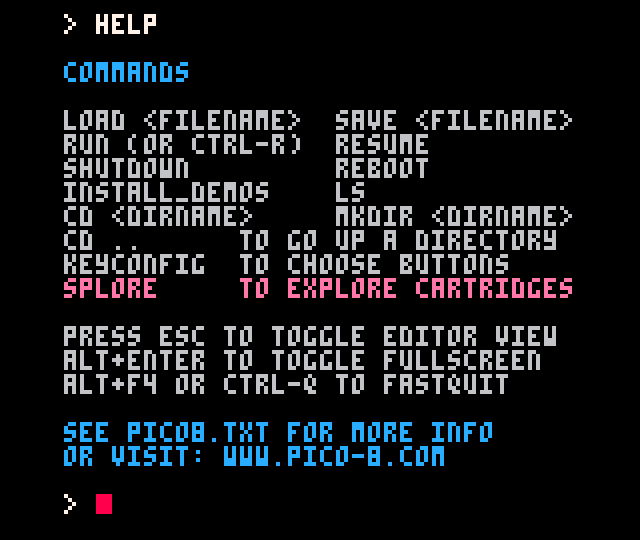 > HELP
COMMANDS
LOAD <FILENAME>  SAVE <FILENAME>
RUN (OR CTRL-R)  RESUME
SHUTDOWN         REBOOT
INSTALL_DEMOS    LS
CD <DIRNAME>     MKDIR <DIRNAME>
CD ..      TO GO UP A DIRECTORY
KEYCONFIG  TO CHOOSE BUTTONS
SPLORE     TO EXPLORE CARTRIDGES
PRESS ESC TO TOGGLE EDITOR VIEW
ALT+ENTER TO TOGGLE FULLSCREEN
ALT+F4 OR CTRL-Q TO FASTQUIT
SEE PICO8.TXT FOR MORE INFO
OR VISIT: WWW.PICO-8.COM
>